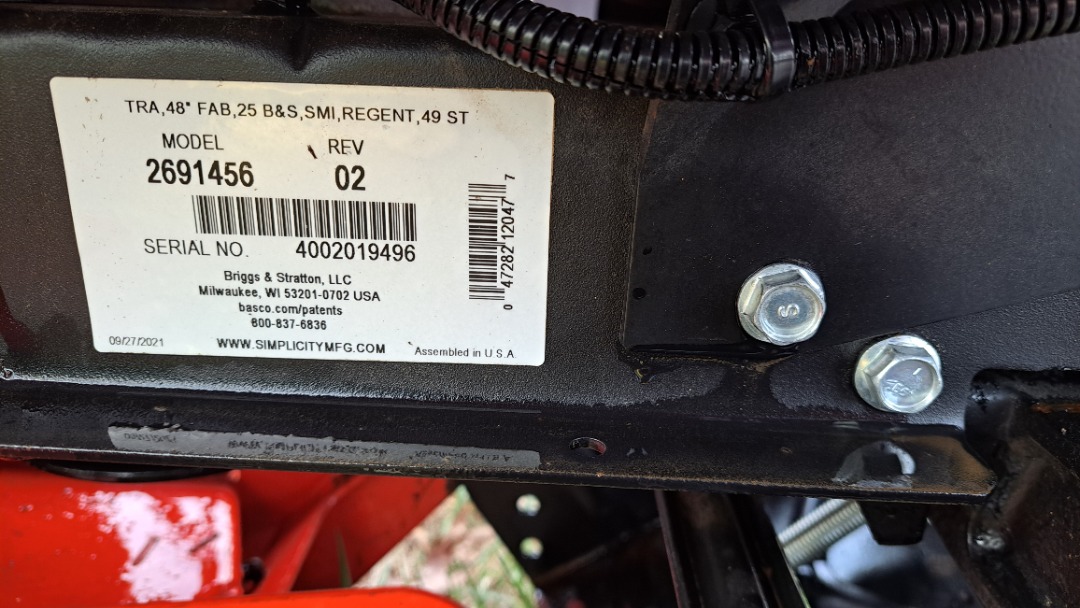 TRA,48" FAB,25 B&S,SMI,REGENT,49 ST
MODEL REV
2691456 02
SERIAL NO. 4002019496
Briggs & Stratton, LLC
Milwaukee, WI 53201-0702 USA
basco.com/patents
800-837-6836
09/27/2021 WWW.SIMPLICITYMFG.COM Assembled in U.S.A.
0 47282 12047 7
S